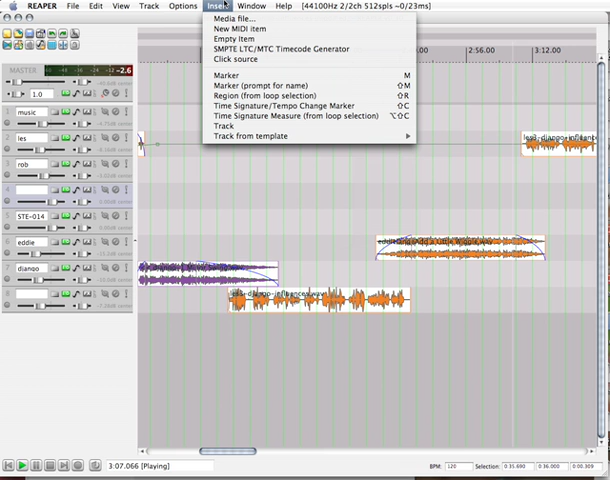 REAPER File Edit View Track Options Insert Window Help [44100Hz 2/2ch 512spls ~0/23ms]
Media file...
New MIDI item
Empty Item
SMPTE LTC/MTC Timecode Generator
Click source
Marker M
Marker (prompt for name) ⇧M
Region (from loop selection) ⇧R
Time Signature/Tempo Change Marker ⇧C
Time Signature Measure (from loop selection) ⌥⇧C
Track
Track from template
2:56.00 3:12.00
MASTER -2.6
1.0
1 music
2 les
3 rob
4
5 STE-014
6 eddie
7 django
8
3:07.066 [Playing]
BPM: 120 Selection: 0:35.690 0:36.000 0:00.309